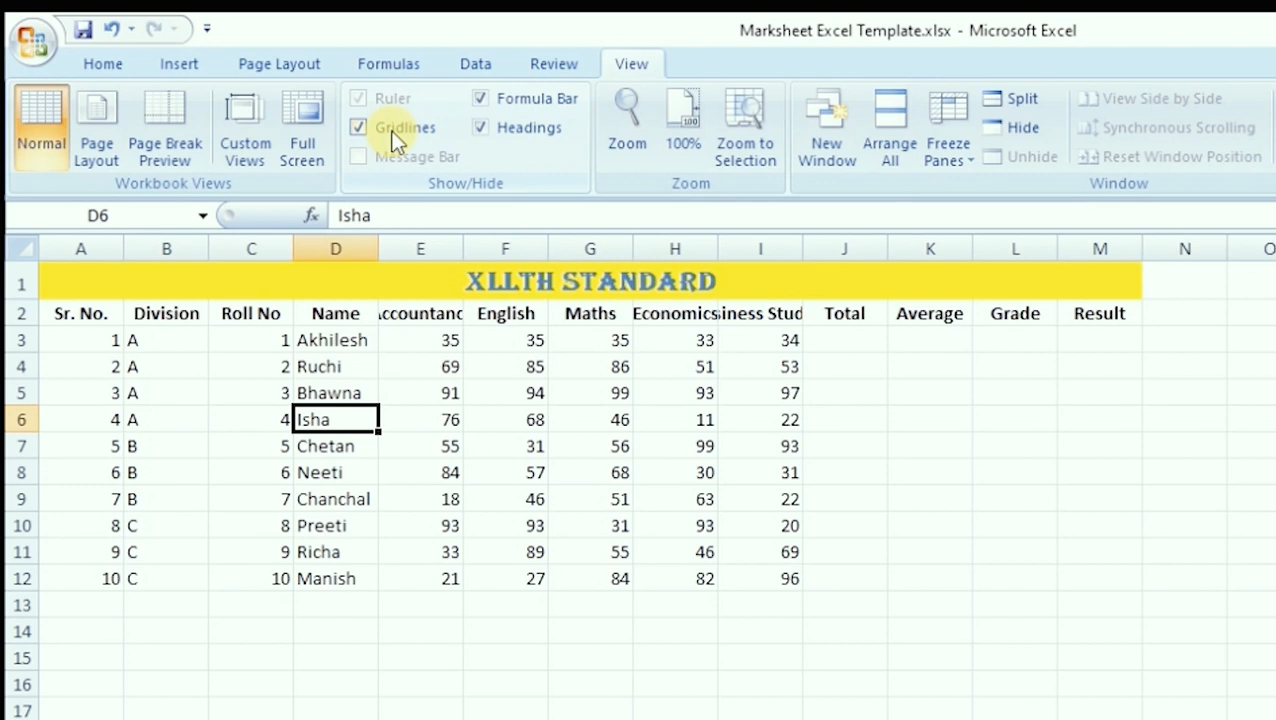 Marksheet Excel Template.xlsx - Microsoft Excel
Home Insert Page Layout Formulas Data Review View
Normal Page Layout Page Break Preview Custom Views Full Screen
Workbook Views
Ruler Formula Bar
Gridlines Headings
Message Bar
Show/Hide
Zoom 100% Zoom to Selection
Zoom
New Window Arrange All Freeze Panes
Split View Side by Side
Hide Synchronous Scrolling
Unhide Reset Window Position
Window
D6 fx Isha
A B C D E F G H I J K L M N O
1 XLLTH STANDARD
2 Sr. No. Division Roll No Name Accountanc English Maths Economics siness Stud Total Average Grade Result
3 1 A 1 Akhilesh 35 35 35 33 34
4 2 A 2 Ruchi 69 85 86 51 53
5 3 A 3 Bhawna 91 94 99 93 97
6 4 A 4 Isha 76 68 46 11 22
7 5 B 5 Chetan 55 31 56 99 93
8 6 B 6 Neeti 84 57 68 30 31
9 7 B 7 Chanchal 18 46 51 63 22
10 8 C 8 Preeti 93 93 31 93 20
11 9 C 9 Richa 33 89 55 46 69
12 10 C 10 Manish 21 27 84 82 96
13
14
15
16
17